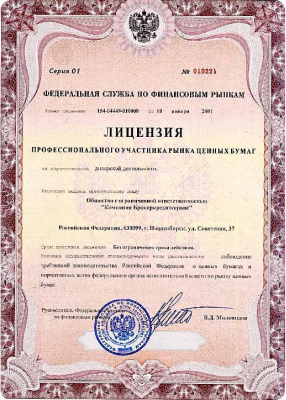 Серия 01 № 010221
ФЕДЕРАЛЬНАЯ СЛУЖБА ПО ФИНАНСОВЫМ РЫНКАМ
Номер лицензии 154-04449-010000 от 10 января 2001
ЛИЦЕНЗИЯ
ПРОФЕССИОНАЛЬНОГО УЧАСТНИКА РЫНКА ЦЕННЫХ БУМАГ
на осуществление дилерской деятельности.
Лицензия выдана юридическому лицу
Общество с ограниченной ответственностью
"Компания Брокеркредитсервис"
Российская Федерация, 630099, г. Новосибирск, ул. Советская, 37
Срок действия лицензии Без ограничения срока действия.
Условия осуществления вида деятельности соблюдение
требований законодательства Российской Федерации о ценных бумагах и
нормативных актов федерального органа исполнительной власти по рынку ценных
бумаг.
Руководитель Федеральной
по финансовым рынкам В.Д. Миловидов